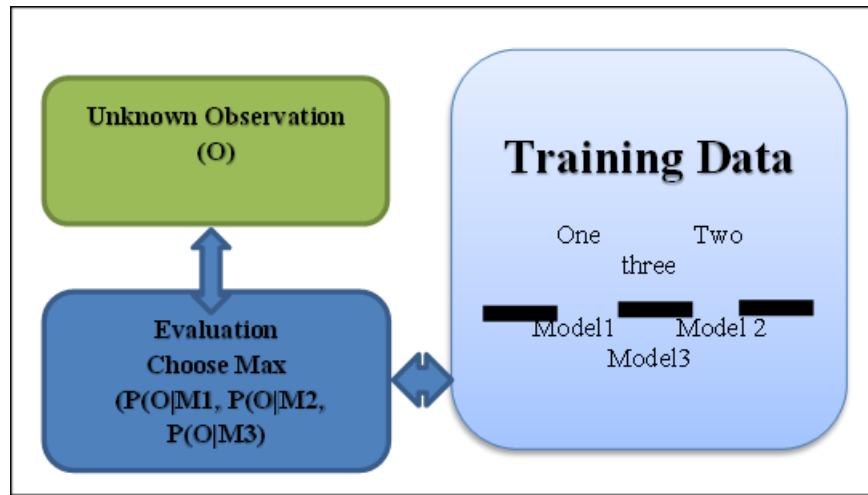 Unknown Observation
(O)
Evaluation
Choose Max
(P(O|M1, P(O|M2,
P(O|M3)
Training Data
One Two
three
Model1 Model 2
Model3